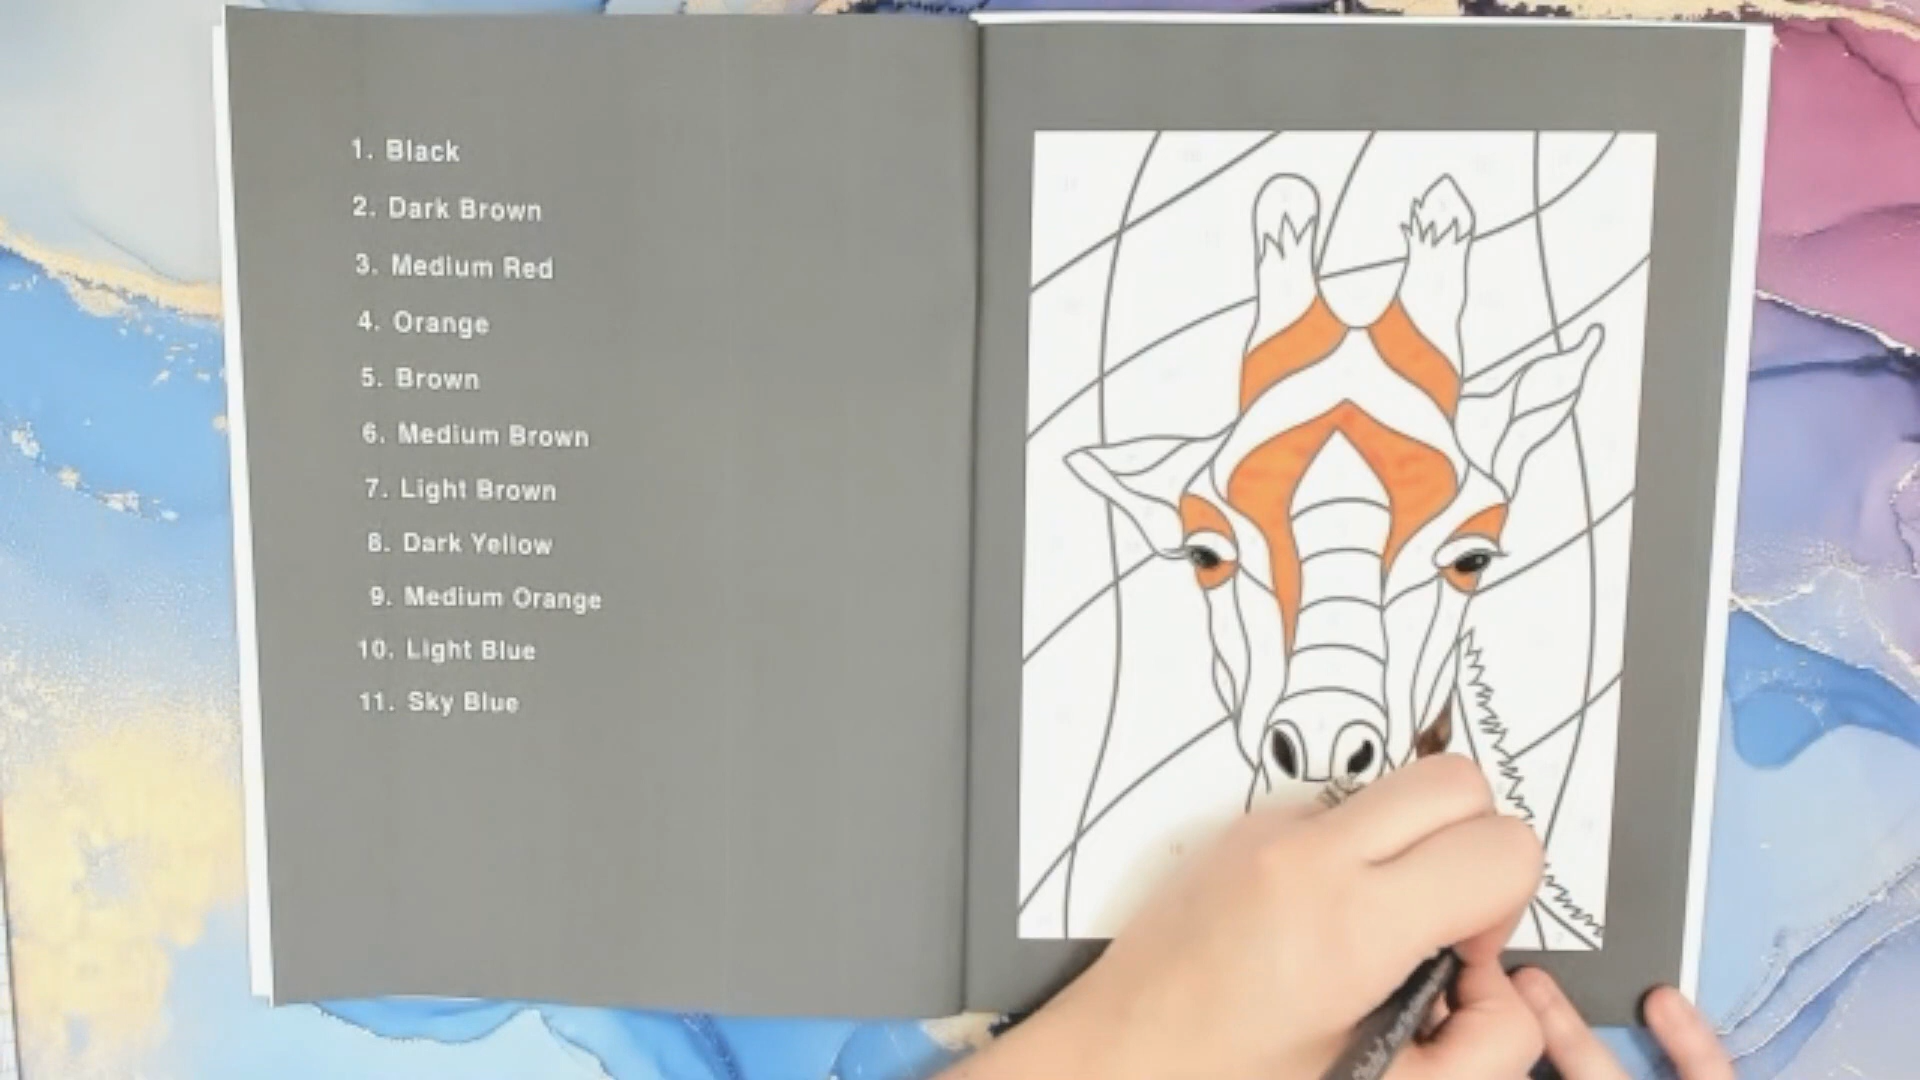 1. Black
2. Dark Brown
3. Medium Red
4. Orange
5. Brown
6. Medium Brown
7. Light Brown
8. Dark Yellow
9. Medium Orange
10. Light Blue
11. Sky Blue